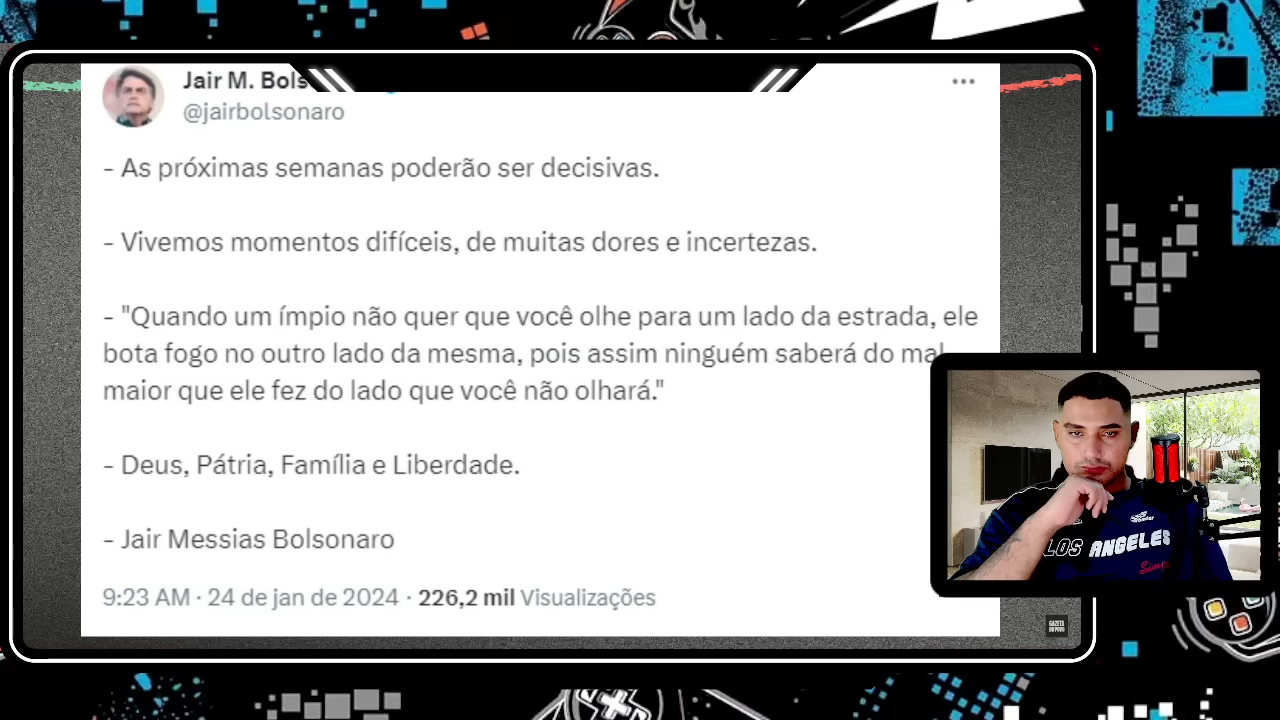 Jair M. Bols
@jairbolsonaro
- As próximas semanas poderão ser decisivas.
- Vivemos momentos difíceis, de muitas dores e incertezas.
- "Quando um ímpio não quer que você olhe para um lado da estrada, ele
bota fogo no outro lado da mesma, pois assim ninguém saberá do mal
maior que ele fez do lado que você não olhará."
- Deus, Pátria, Família e Liberdade.
- Jair Messias Bolsonaro
9:23 AM · 24 de jan de 2024 · 226,2 mil Visualizações
LOS ANGELES
GAZETA
DO POVO